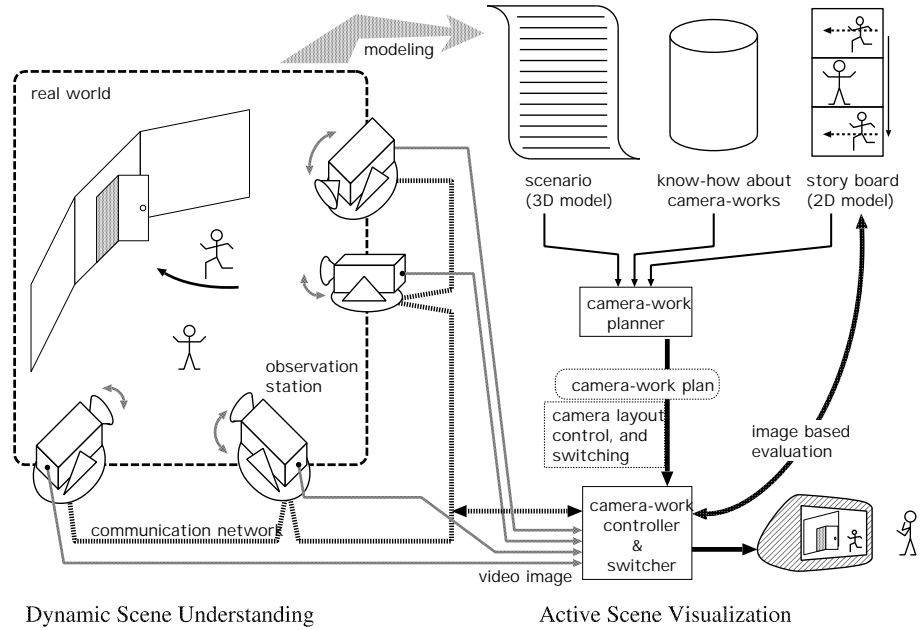 modeling
real world
scenario
(3D model)
know-how about
camera-works
story board
(2D model)
camera-work
planner
observation
station
camera-work plan
camera layout
control, and
switching
image based
evaluation
camera-work
controller
&
switcher
communication network
video image
Dynamic Scene Understanding
Active Scene Visualization